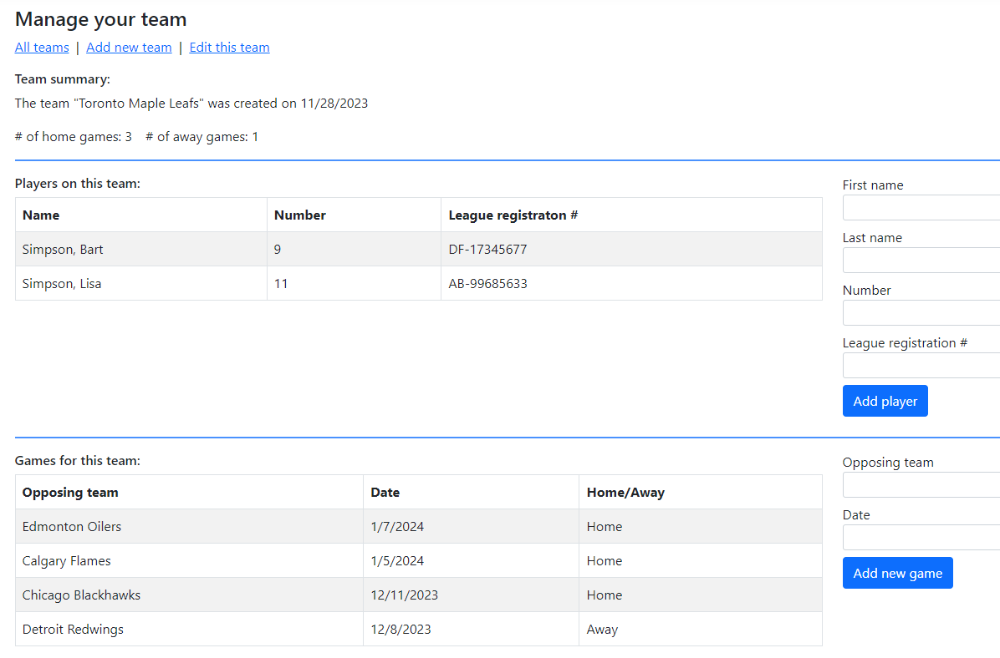 Manage your team
All teams | Add new team | Edit this team
Team summary:
The team "Toronto Maple Leafs" was created on 11/28/2023
# of home games: 3 # of away games: 1
Players on this team:
Name Number League registraton #
Simpson, Bart 9 DF-17345677
Simpson, Lisa 11 AB-99685633
First name
Last name
Number
League registration #
Add player
Games for this team:
Opposing team Date Home/Away
Edmonton Oilers 1/7/2024 Home
Calgary Flames 1/5/2024 Home
Chicago Blackhawks 12/11/2023 Home
Detroit Redwings 12/8/2023 Away
Opposing team
Date
Add new game